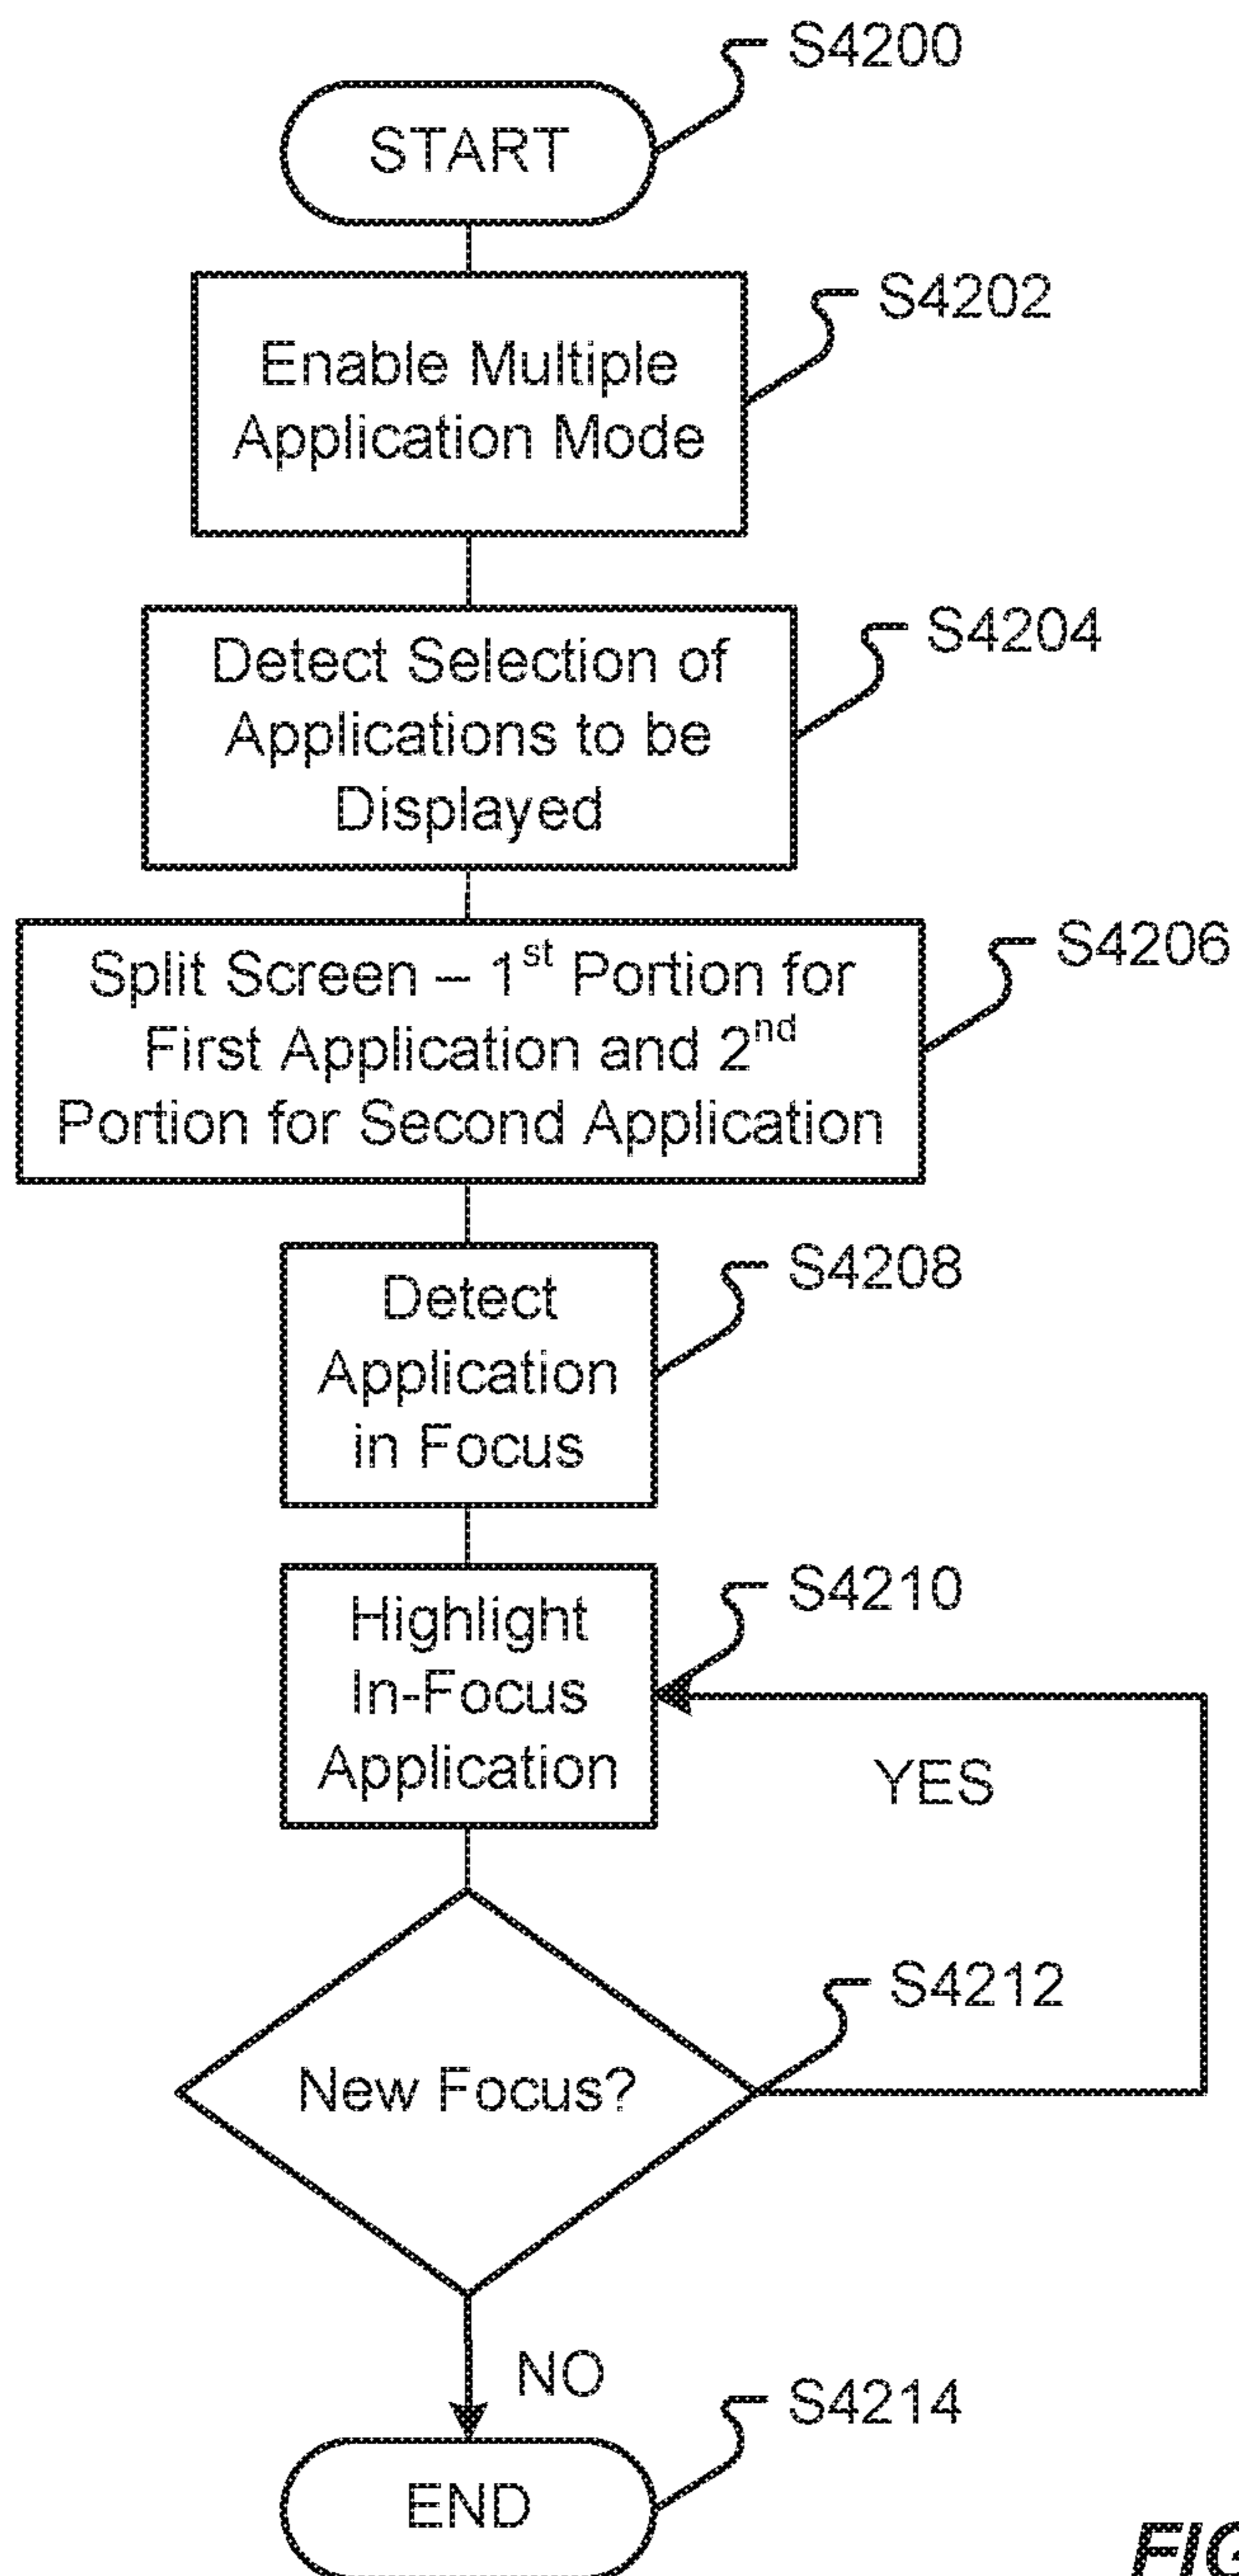 S4200
START
S4202
Enable Multiple
Application Mode
S4204
Detect Selection of
Applications to be
Displayed
S4206
Split Screen – 1st Portion for
First Application and 2nd
Portion for Second Application
S4208
Detect
Application
in Focus
S4210
Highlight
In-Focus
Application
YES
S4212
New Focus?
NO
S4214
END
FIG